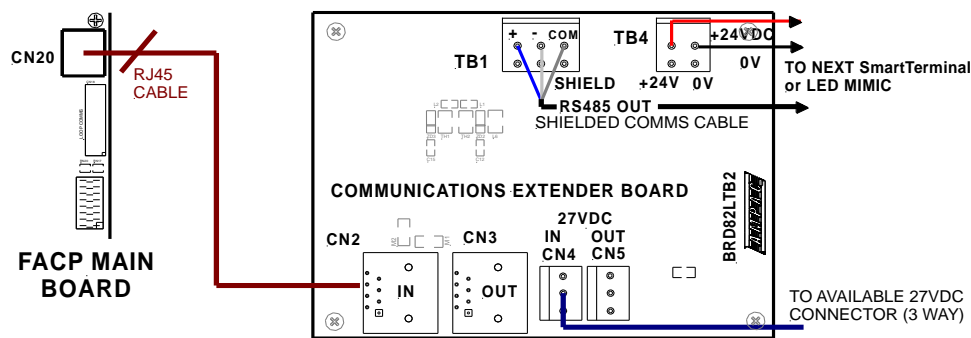 CN20
RJ45
CABLE
LOOP COMMS
FACP MAIN
BOARD
+ - COM
TB1
SHIELD
TB4
+24VDC
0V
+24V 0V
TO NEXT SmartTerminal
or LED MIMIC
RS485 OUT
SHIELDED COMMS CABLE
COMMUNICATIONS EXTENDER BOARD
BRD82LTB2
27VDC
CN2
IN
CN3
OUT
IN OUT
CN4 CN5
TO AVAILABLE 27VDC
CONNECTOR (3 WAY)